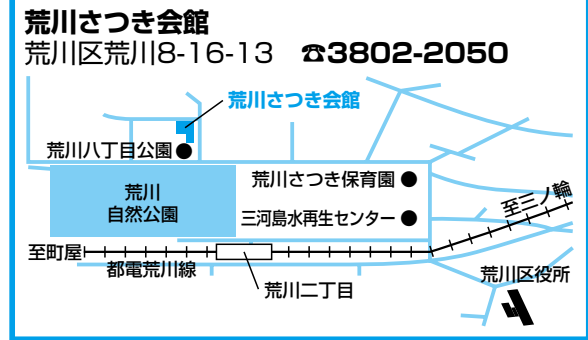 荒川さつき会館
荒川区荒川8-16-13 ☎3802-2050
荒川さつき会館
荒川八丁目公園
荒川さつき保育園
荒川
自然公園
三河島水再生センター
至三ノ輪
至町屋
都電荒川線
荒川二丁目
荒川区役所